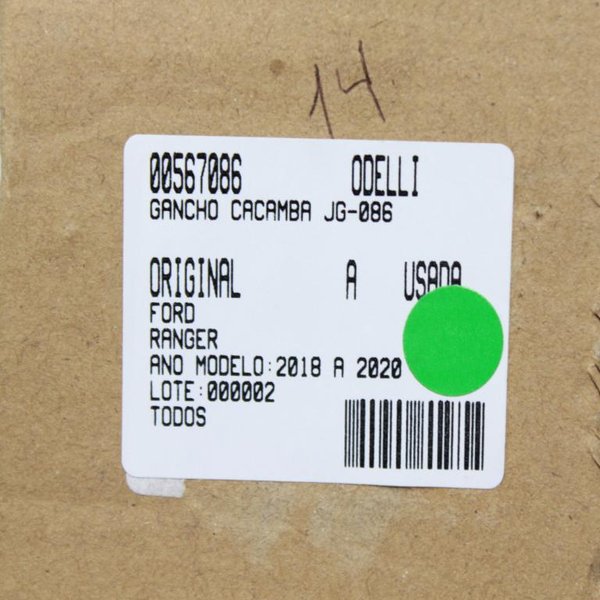 14
00567086 ODELLI
GANCHO CACAMBA JG-086
ORIGINAL A USADA
FORD
RANGER
ANO MODELO:2018 A 2020
LOTE:000002
TODOS